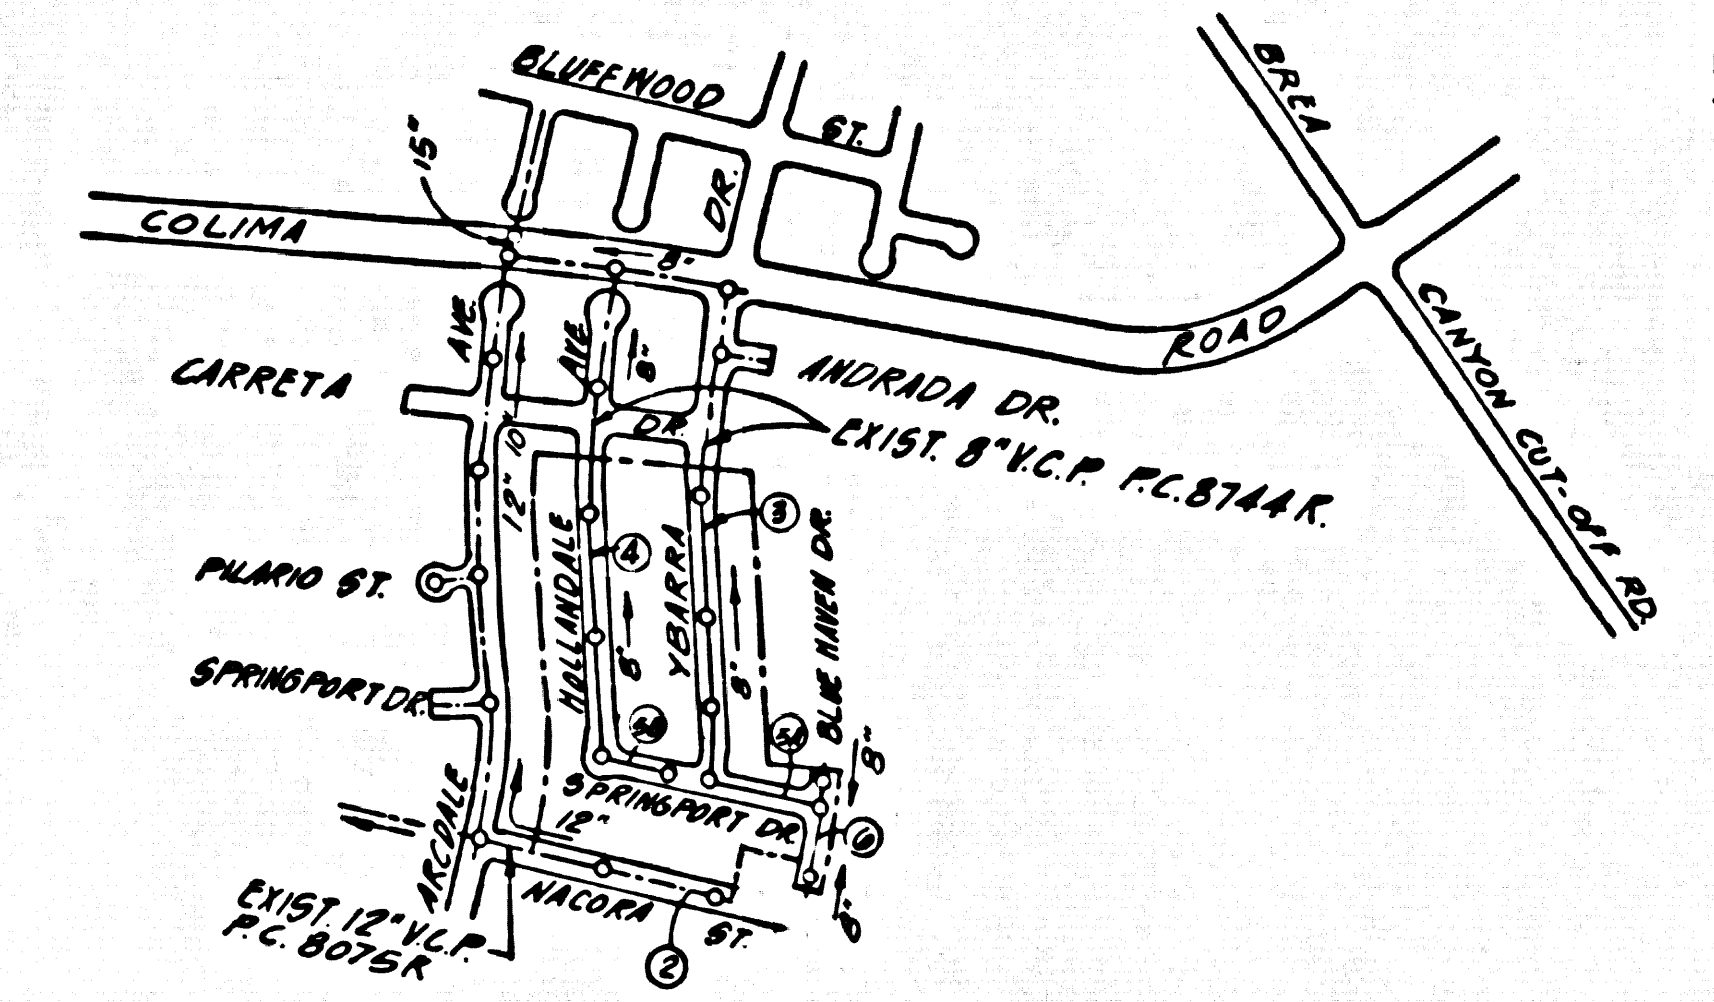 BLUFFWOOD ST.
BREA
15"
DR.
COLIMA
8"
ROAD
CANYON CUT-OFF RD.
AVE.
AVE.
8"
CARRETA DR.
ANDRADA DR.
EXIST. 8" V.C.P. P.C. 8744 R.
10"
12"
3
4
HOLLANDALE
YBARRA
BLUE HAVEN DR.
PILARIO ST.
8"
8"
SPRINGPORT DR.
5B
5A
8"
SPRINGPORT DR.
12"
6
ARCDALE
8"
EXIST. 12" V.C.P.
P.C. 8075 R
NACORA ST.
2